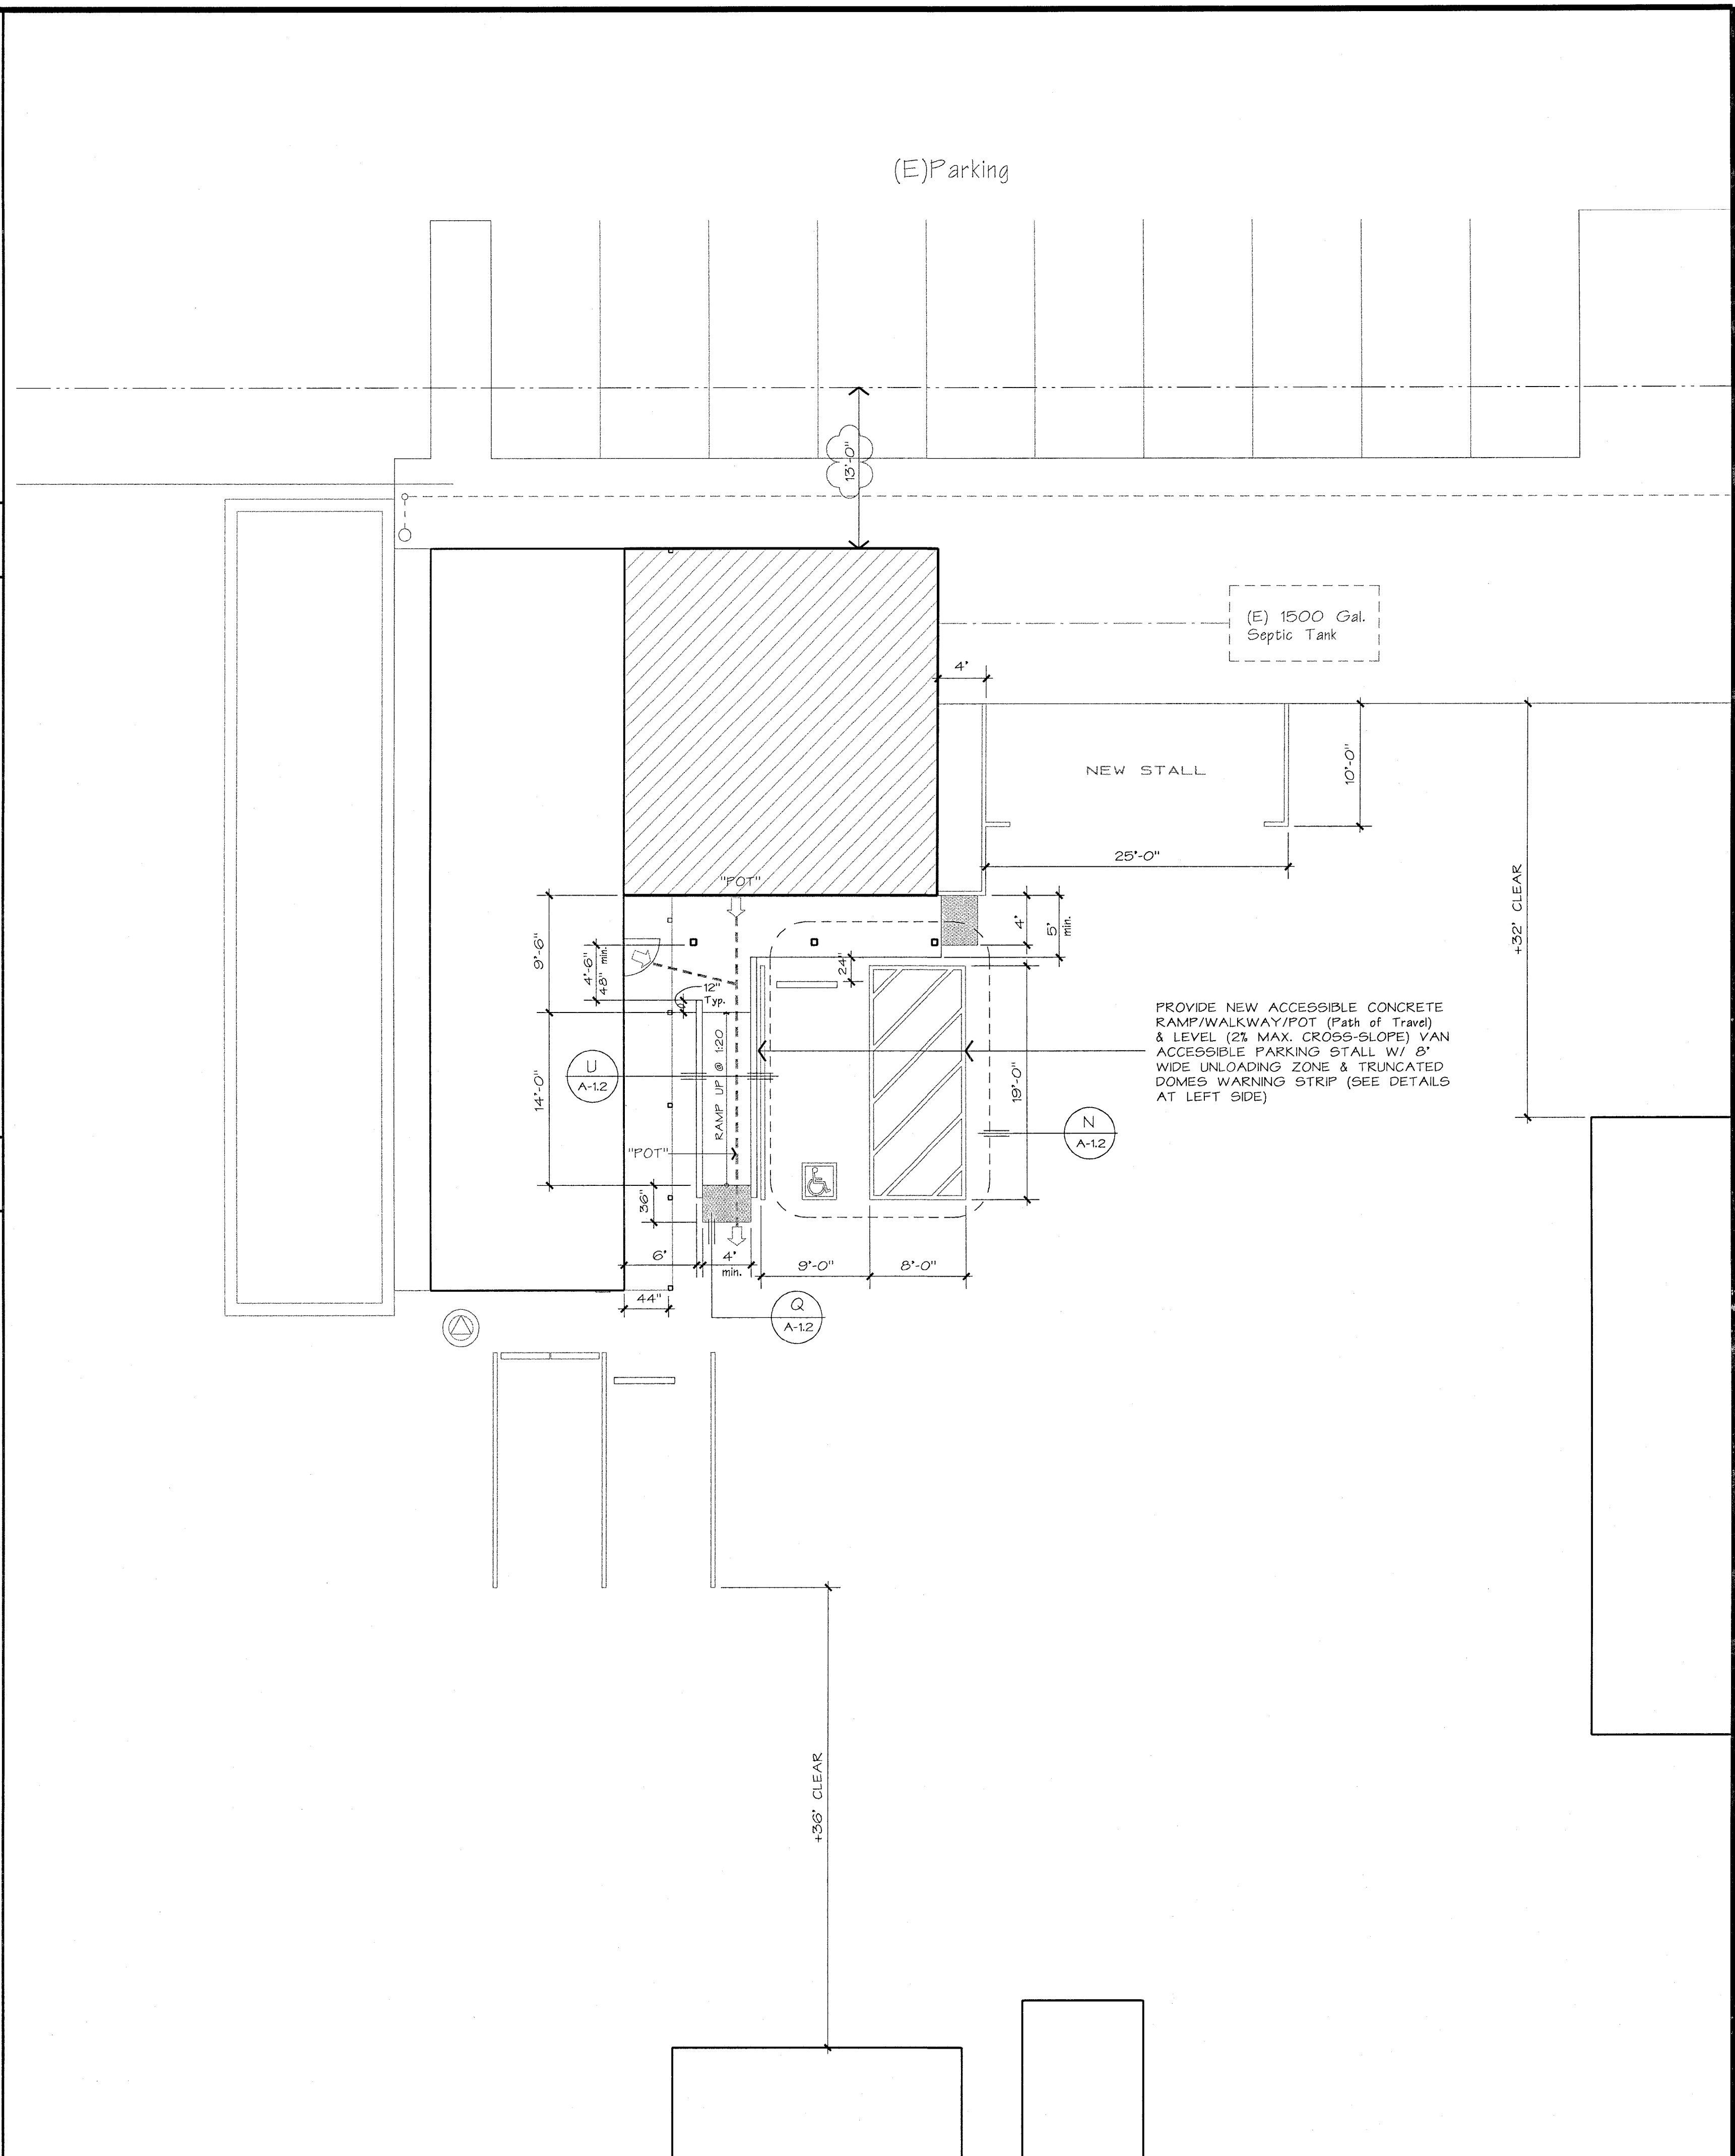 (E)Parking
13'-0"
(E) 1500 Gal.
Septic Tank
4'
NEW STALL
10'-0"
25'-0"
+32' CLEAR
"POT"
9'-6"
4'-6"
48" min.
12"
Typ.
24"
4'
5'
min.
PROVIDE NEW ACCESSIBLE CONCRETE
RAMP/WALKWAY/POT (Path of Travel)
& LEVEL (2% MAX. CROSS-SLOPE) VAN
ACCESSIBLE PARKING STALL W/ 8'
WIDE UNLOADING ZONE & TRUNCATED
DOMES WARNING STRIP (SEE DETAILS
AT LEFT SIDE)
U
A-1.2
14'-0"
RAMP UP @ 1:20
19'-0"
N
A-1.2
"POT"
36"
6'
4'
min.
9'-0"
8'-0"
44"
Q
A-1.2
+36' CLEAR